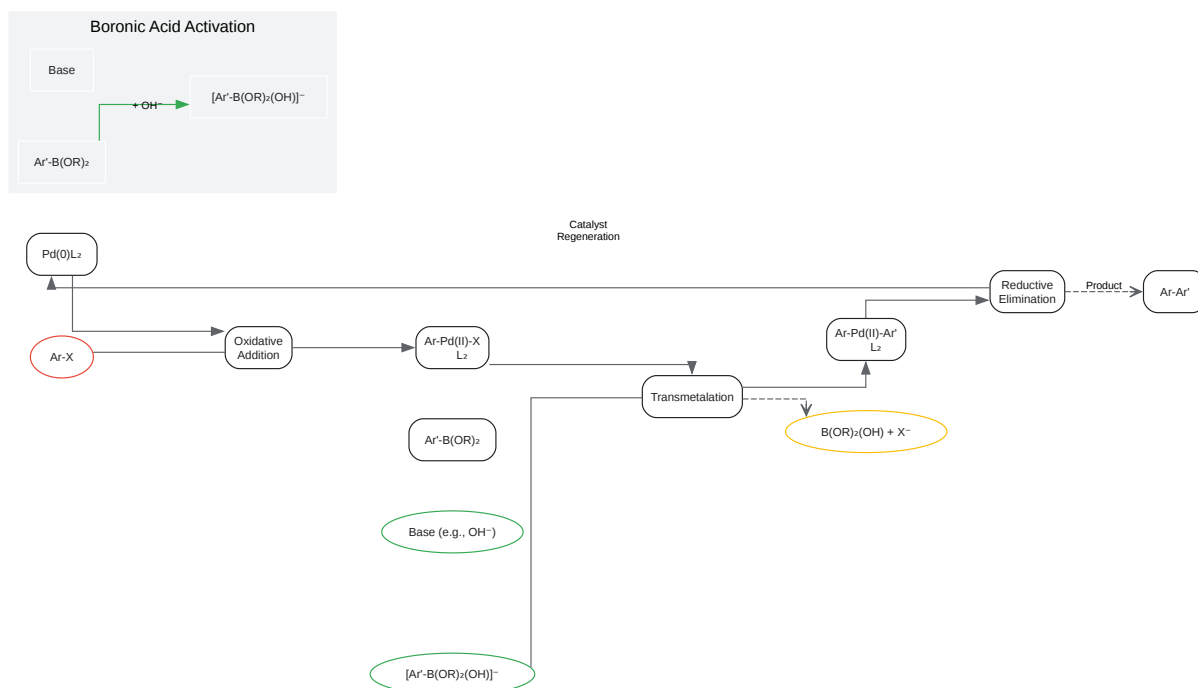 Boronic Acid Activation
Base
[Ar'-B(OR)₂(OH)]⁻
+ OH⁻
Ar'-B(OR)₂
Catalyst
Regeneration
Pd(0)L₂
Reductive
Elimination
Product
Ar-Ar'
Ar-X
Oxidative
Addition
Ar-Pd(II)-X
L₂
Ar-Pd(II)-Ar'
L₂
Transmetalation
Ar'-B(OR)₂
B(OR)₂(OH) + X⁻
Base (e.g., OH⁻)
[Ar'-B(OR)₂(OH)]⁻